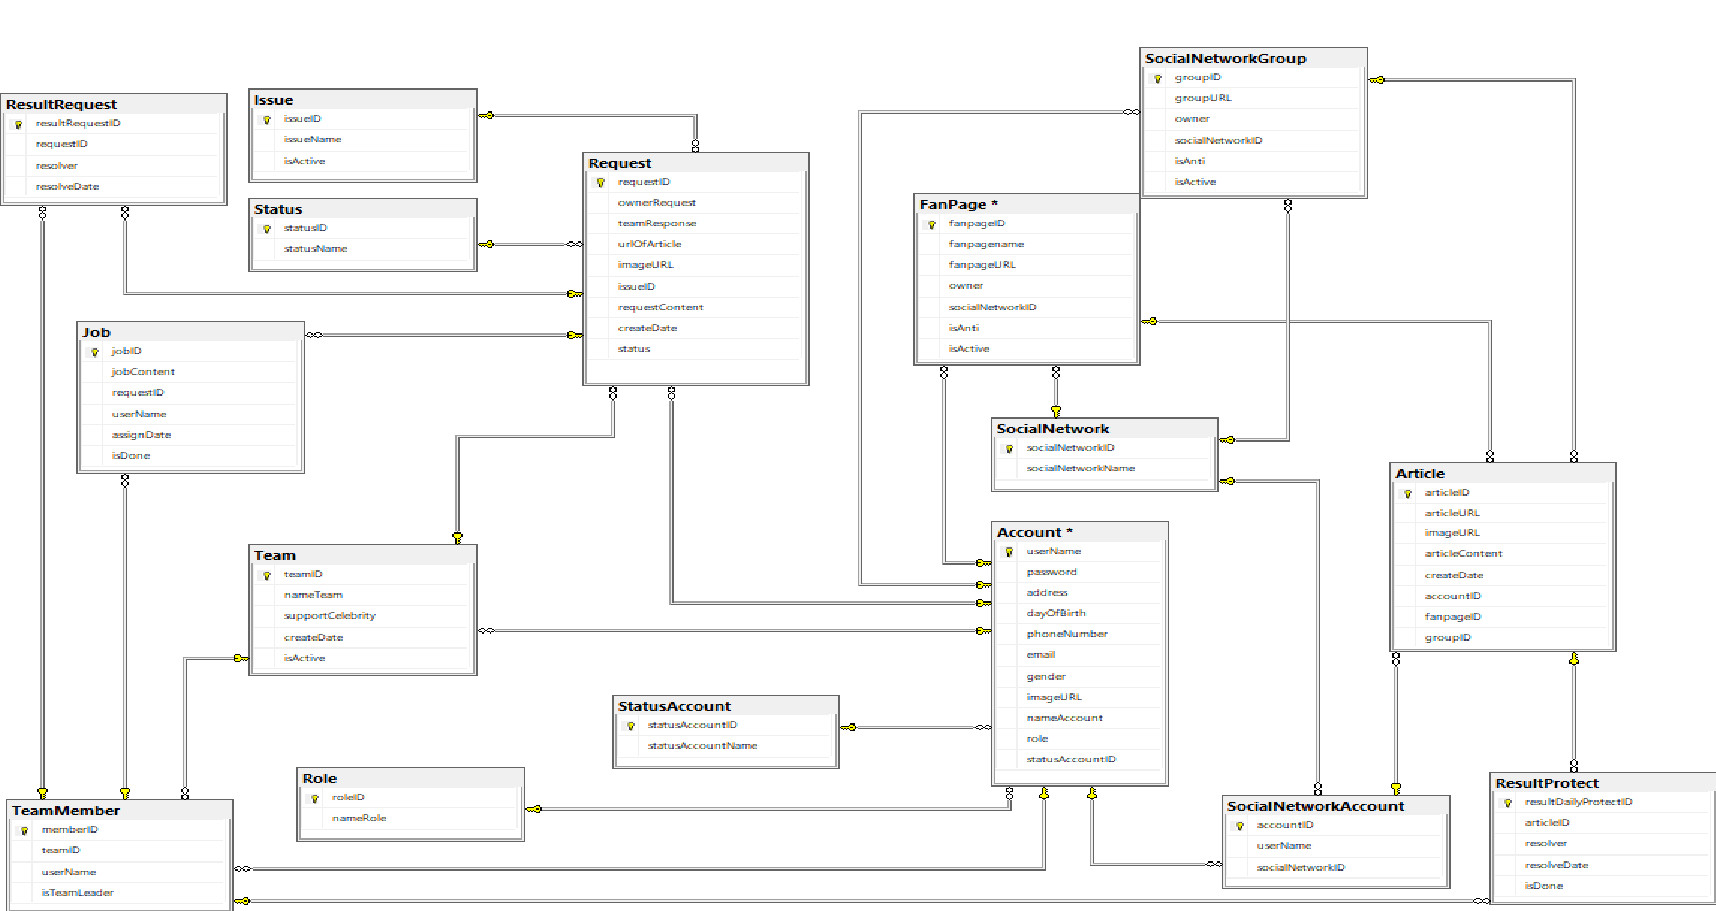 SocialNetworkGroup
groupID
groupURL
owner
socialNetworkID
isAnti
isActive
ResultRequest
resultRequestID
requestID
resolver
resolveDate
Issue
issueID
issueName
isActive
Request
requestID
ownerRequest
teamResponse
urlOfArticle
imageURL
issueID
requestContent
createDate
status
Status
statusID
statusName
FanPage *
fanpageID
fanpagename
fanpageURL
owner
socialNetworkID
isAnti
isActive
Job
jobID
jobContent
requestID
userName
assignDate
isDone
SocialNetwork
socialNetworkID
socialNetworkName
Article
articleID
articleURL
imageURL
articleContent
createDate
accountID
fanpageID
groupID
Account *
userName
password
address
dayOfBirth
phoneNumber
email
gender
imageURL
nameAccount
role
statusAccountID
Team
teamID
nameTeam
supportCelebrity
createDate
isActive
StatusAccount
statusAccountID
statusAccountName
Role
roleID
nameRole
TeamMember
memberID
teamID
userName
isTeamLeader
SocialNetworkAccount
accountID
userName
socialNetworkID
ResultProtect
resultDailyProtectID
articleID
resolver
resolveDate
isDone